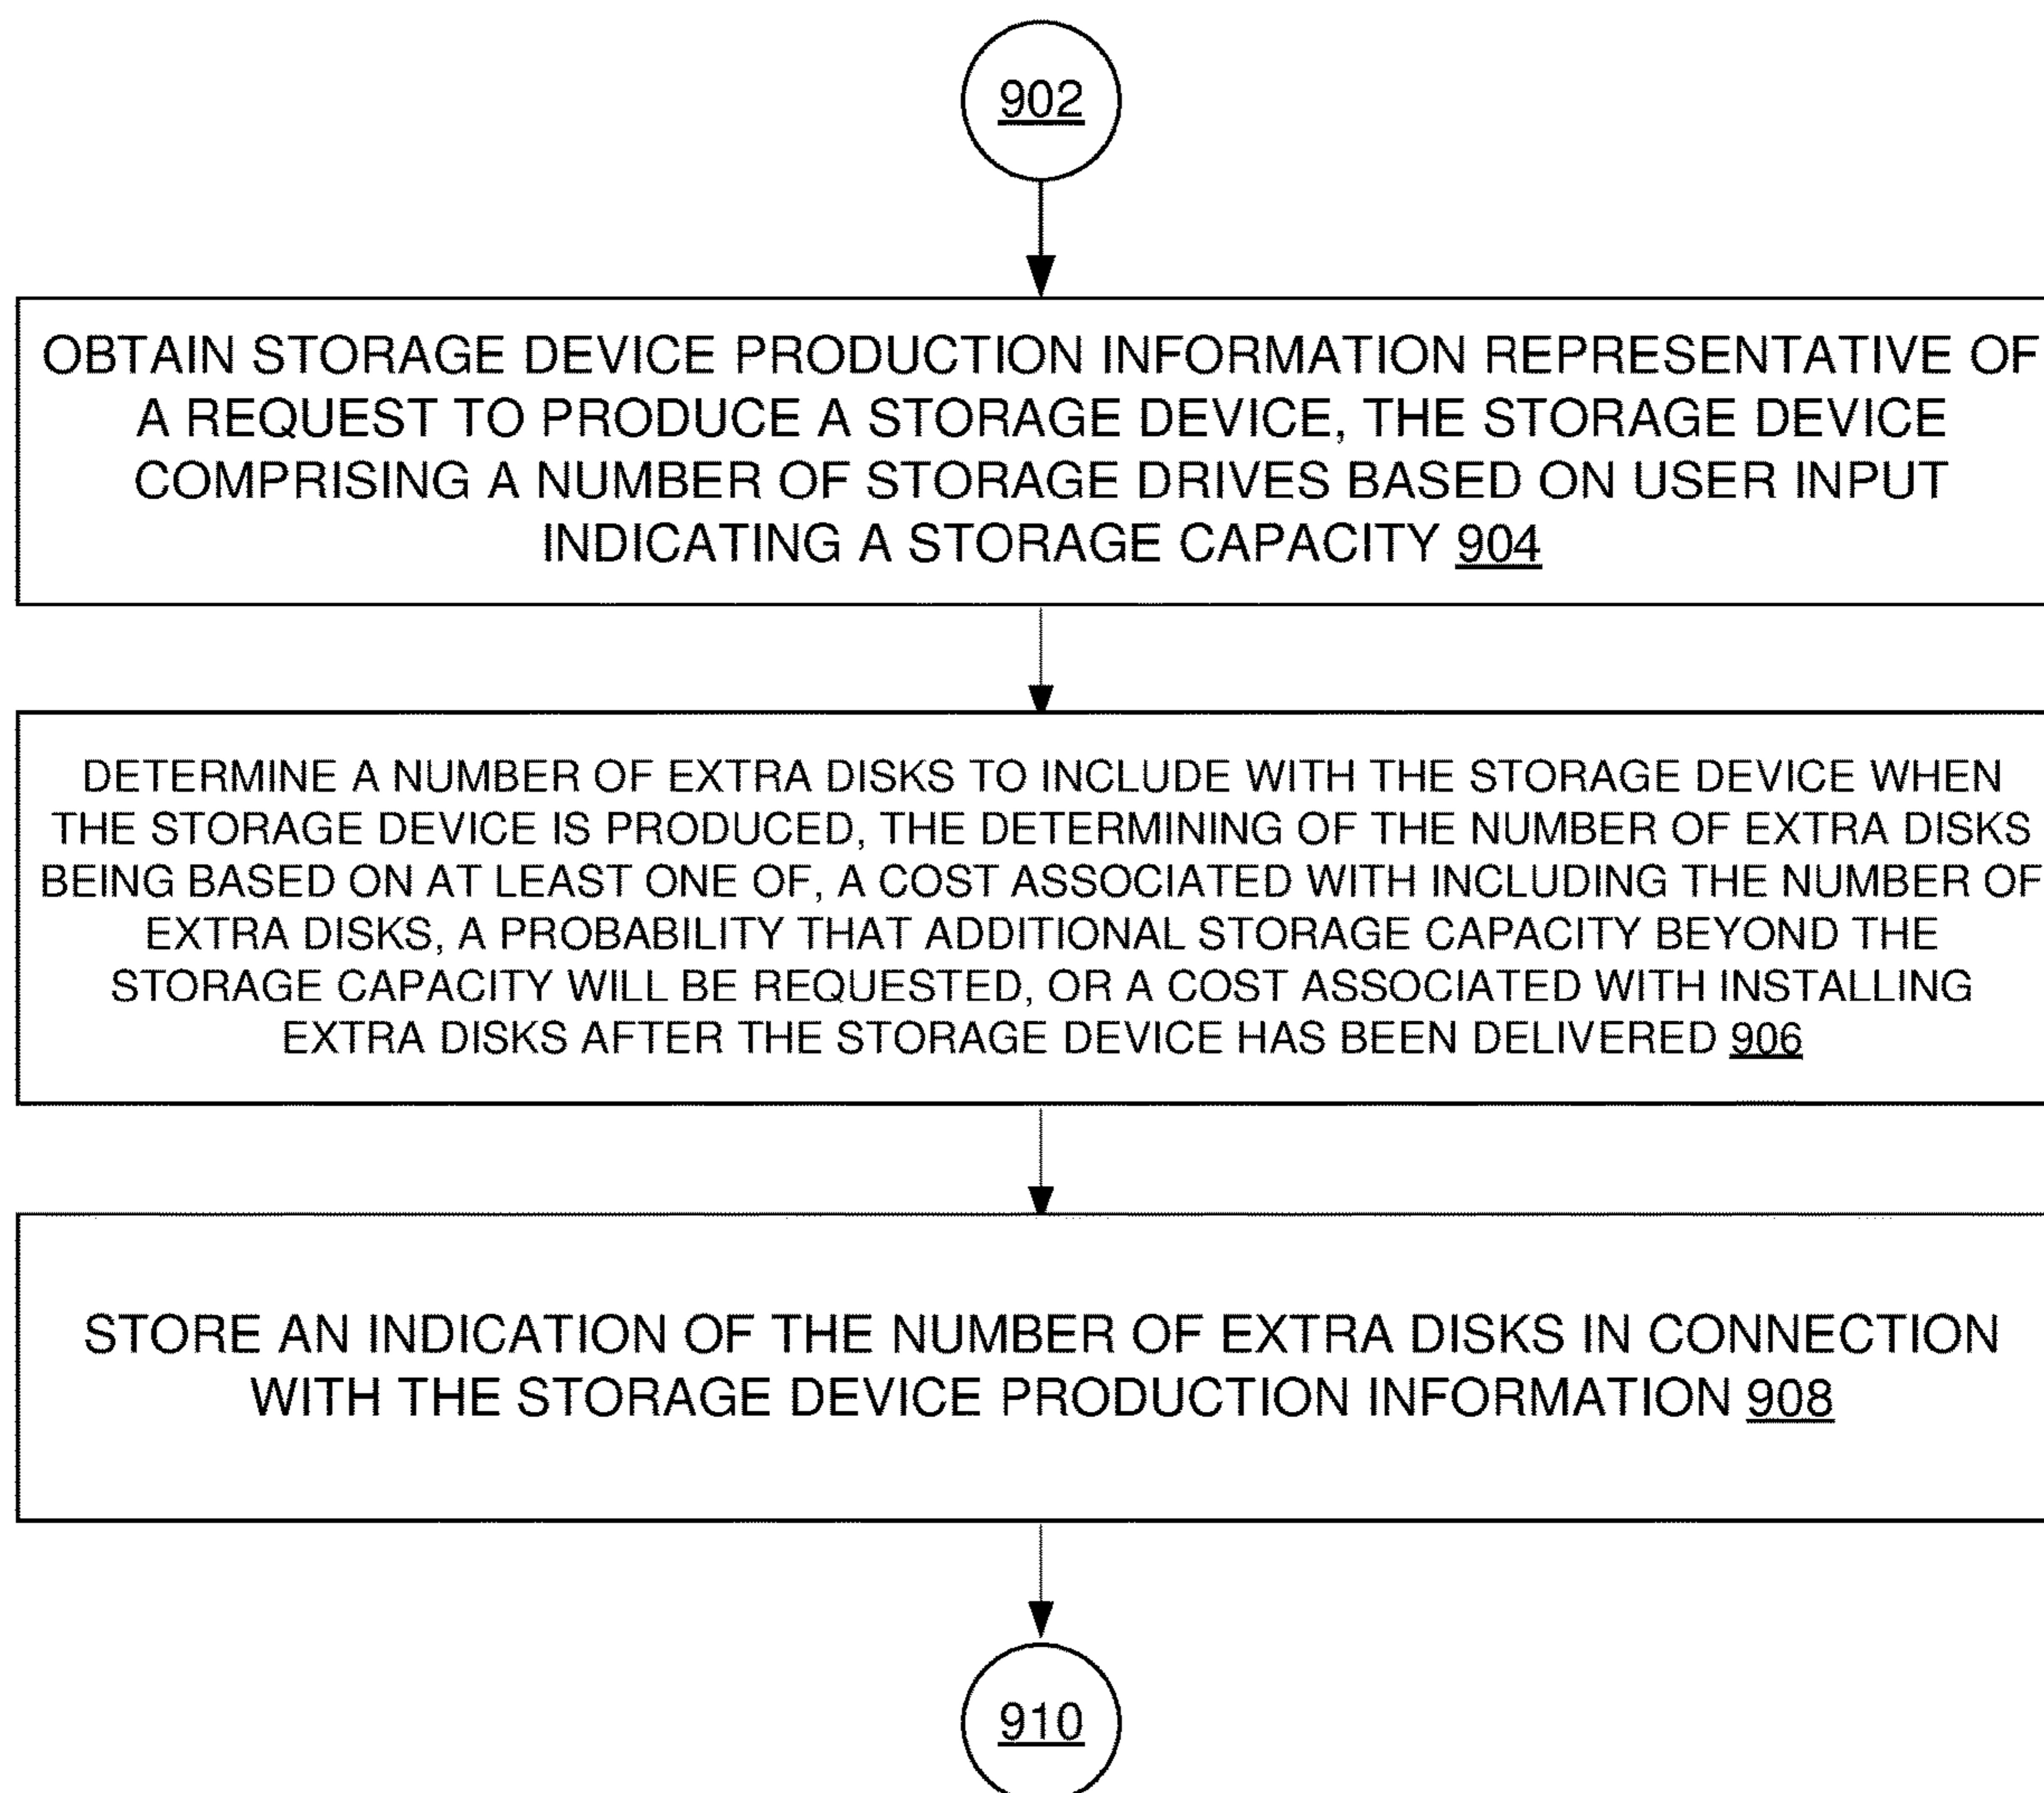 902
OBTAIN STORAGE DEVICE PRODUCTION INFORMATION REPRESENTATIVE OF
A REQUEST TO PRODUCE A STORAGE DEVICE, THE STORAGE DEVICE
COMPRISING A NUMBER OF STORAGE DRIVES BASED ON USER INPUT
INDICATING A STORAGE CAPACITY 904
DETERMINE A NUMBER OF EXTRA DISKS TO INCLUDE WITH THE STORAGE DEVICE WHEN
THE STORAGE DEVICE IS PRODUCED, THE DETERMINING OF THE NUMBER OF EXTRA DISKS
BEING BASED ON AT LEAST ONE OF, A COST ASSOCIATED WITH INCLUDING THE NUMBER OF
EXTRA DISKS, A PROBABILITY THAT ADDITIONAL STORAGE CAPACITY BEYOND THE
STORAGE CAPACITY WILL BE REQUESTED, OR A COST ASSOCIATED WITH INSTALLING
EXTRA DISKS AFTER THE STORAGE DEVICE HAS BEEN DELIVERED 906
STORE AN INDICATION OF THE NUMBER OF EXTRA DISKS IN CONNECTION
WITH THE STORAGE DEVICE PRODUCTION INFORMATION 908
910